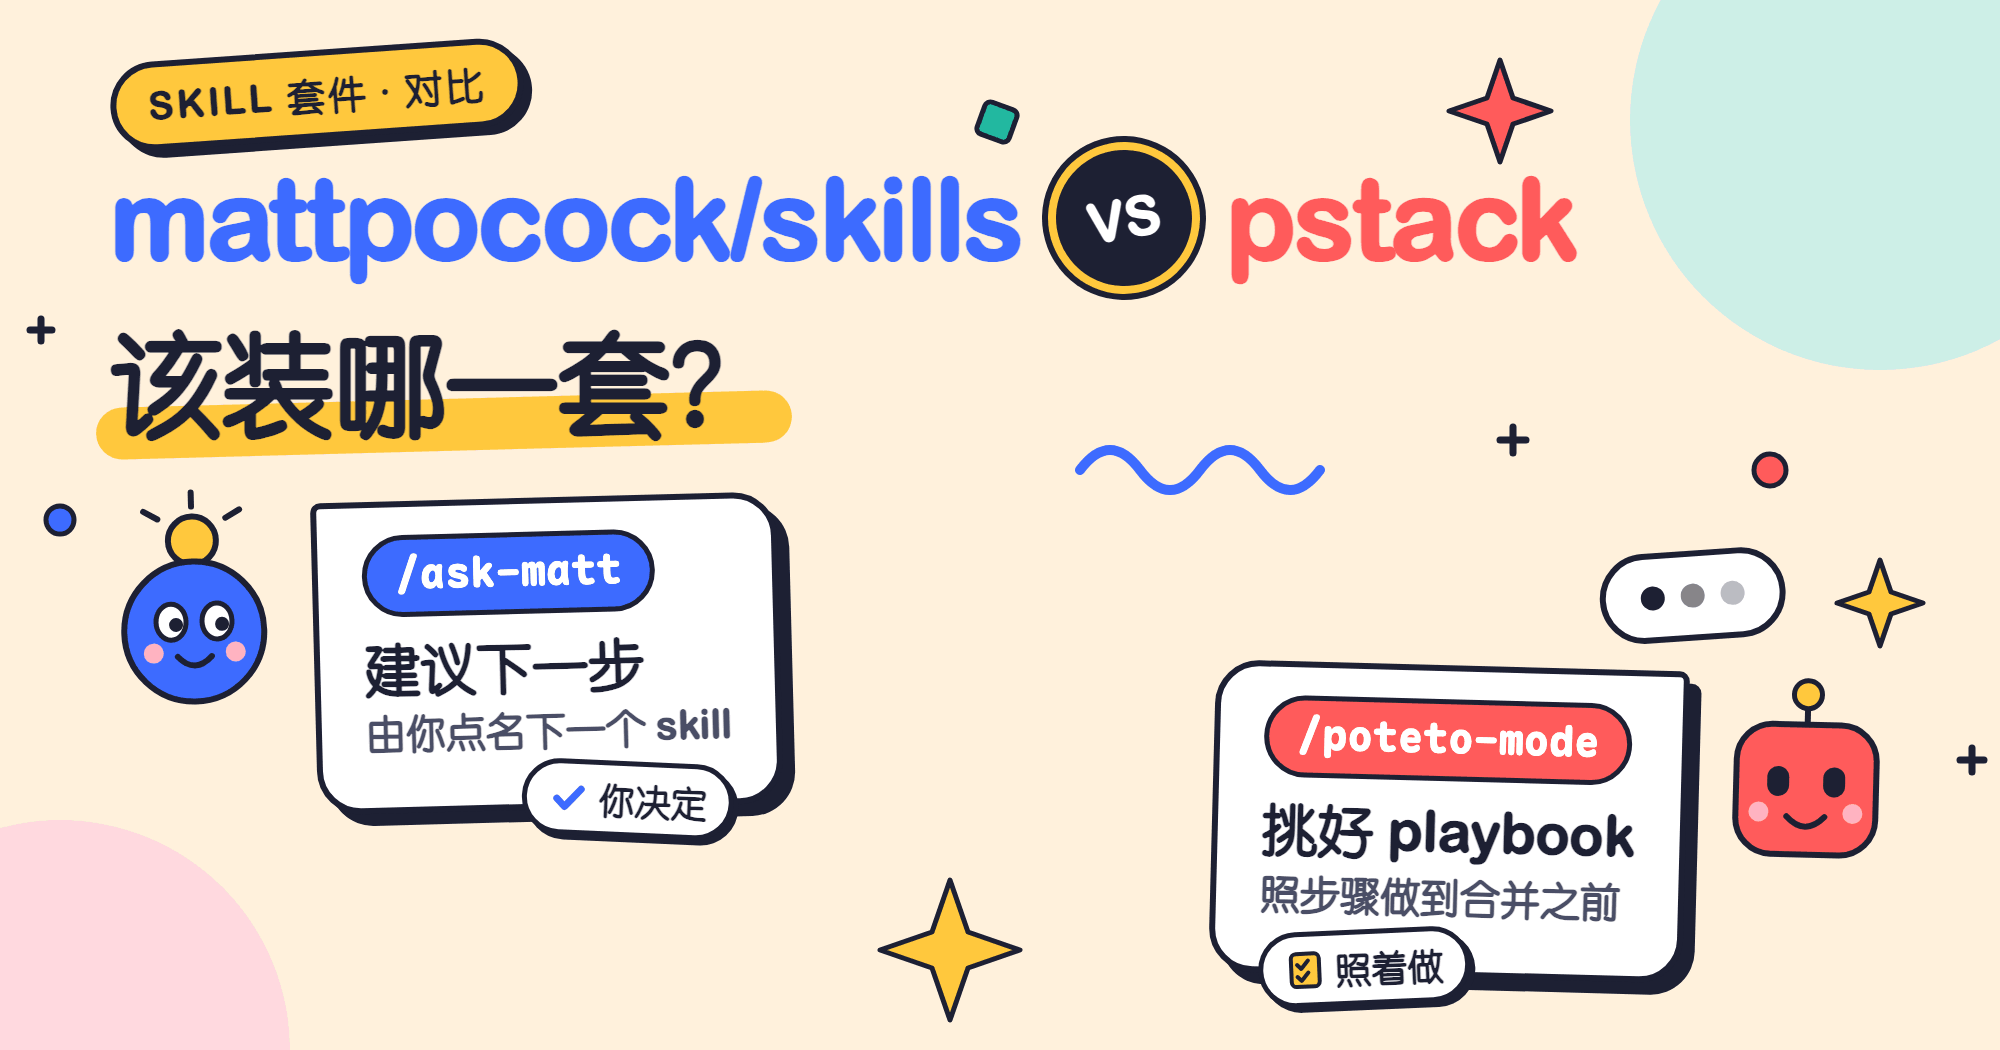 SKILL 套件 · 对比
mattpocock/skills VS pstack
该装哪一套？
/ask-matt
建议下一步
由你点名下一个 skill
你决定
/poteto-mode
挑好 playbook
照步骤做到合并之前
照着做